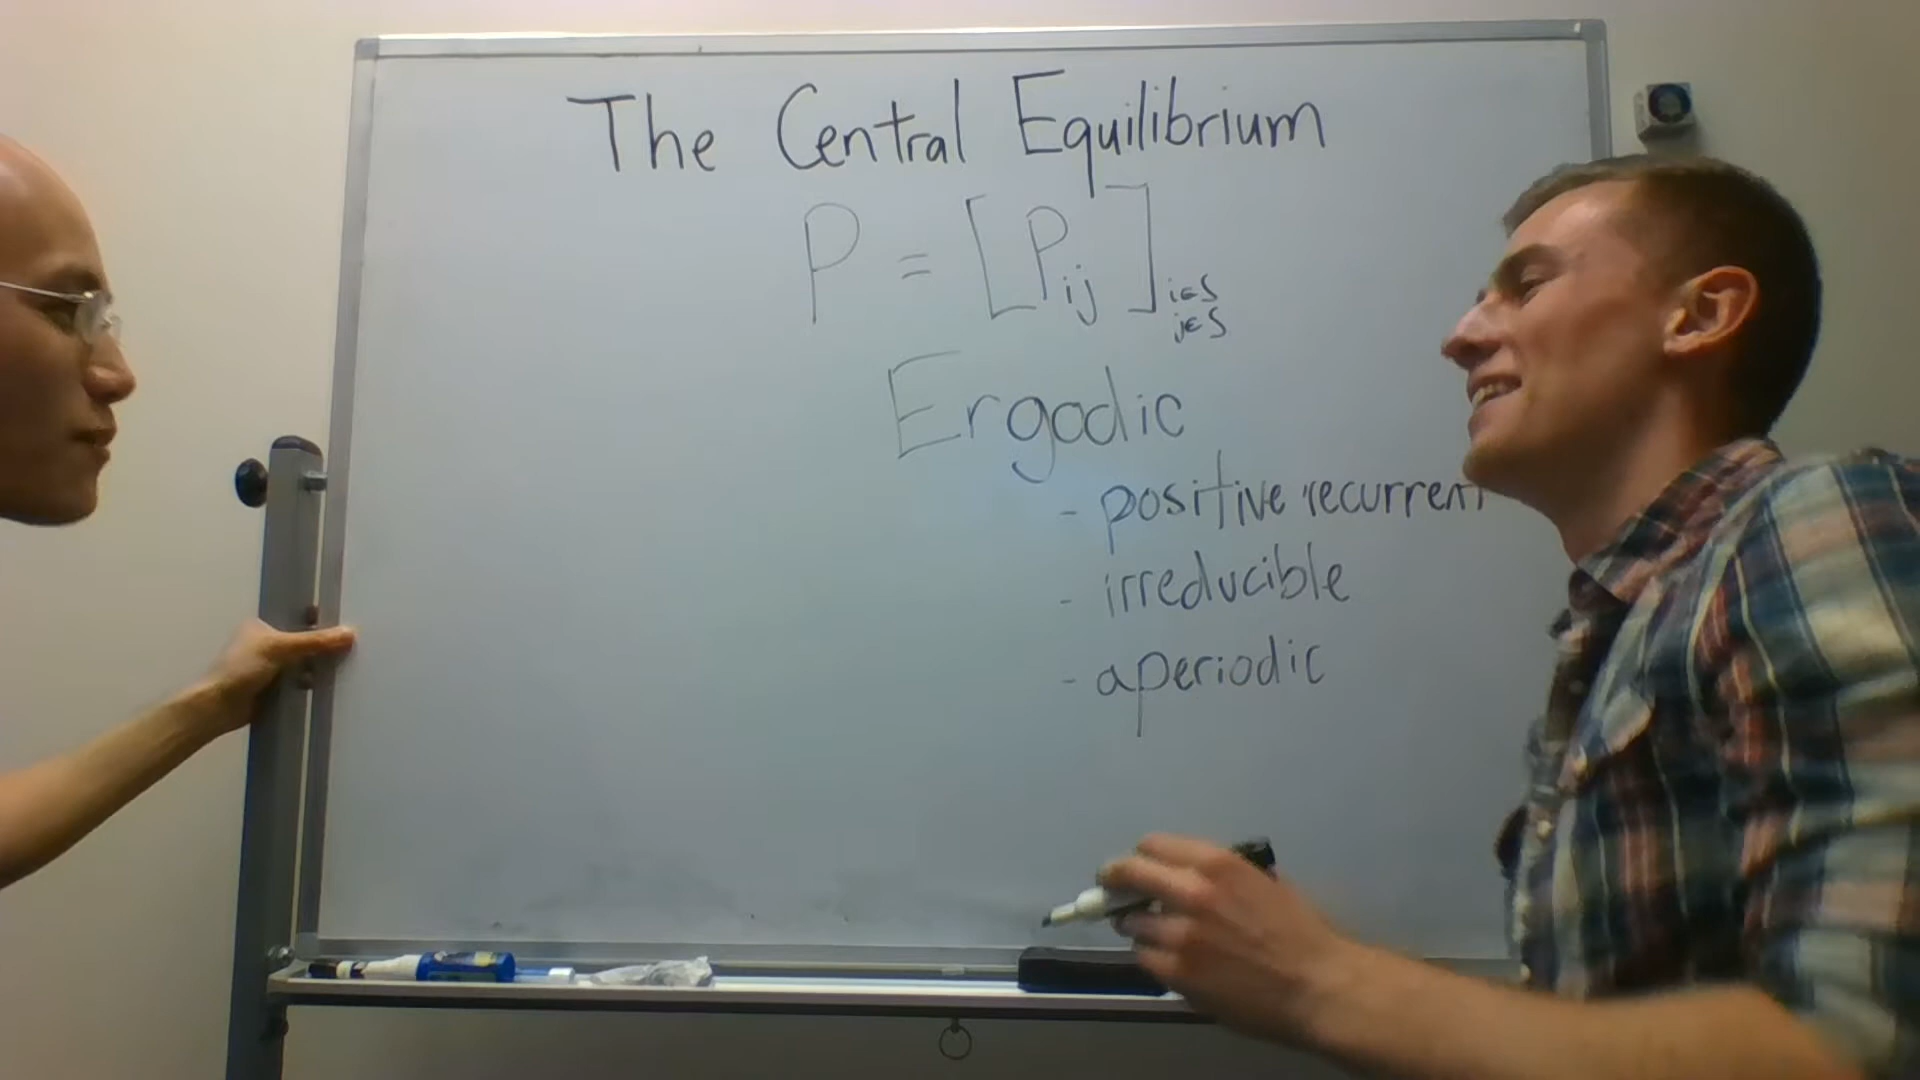 The Central Equilibrium
P = [Pij]i∈S
j∈S
Ergodic
- positive recurrent
- irreducible
- aperiodic